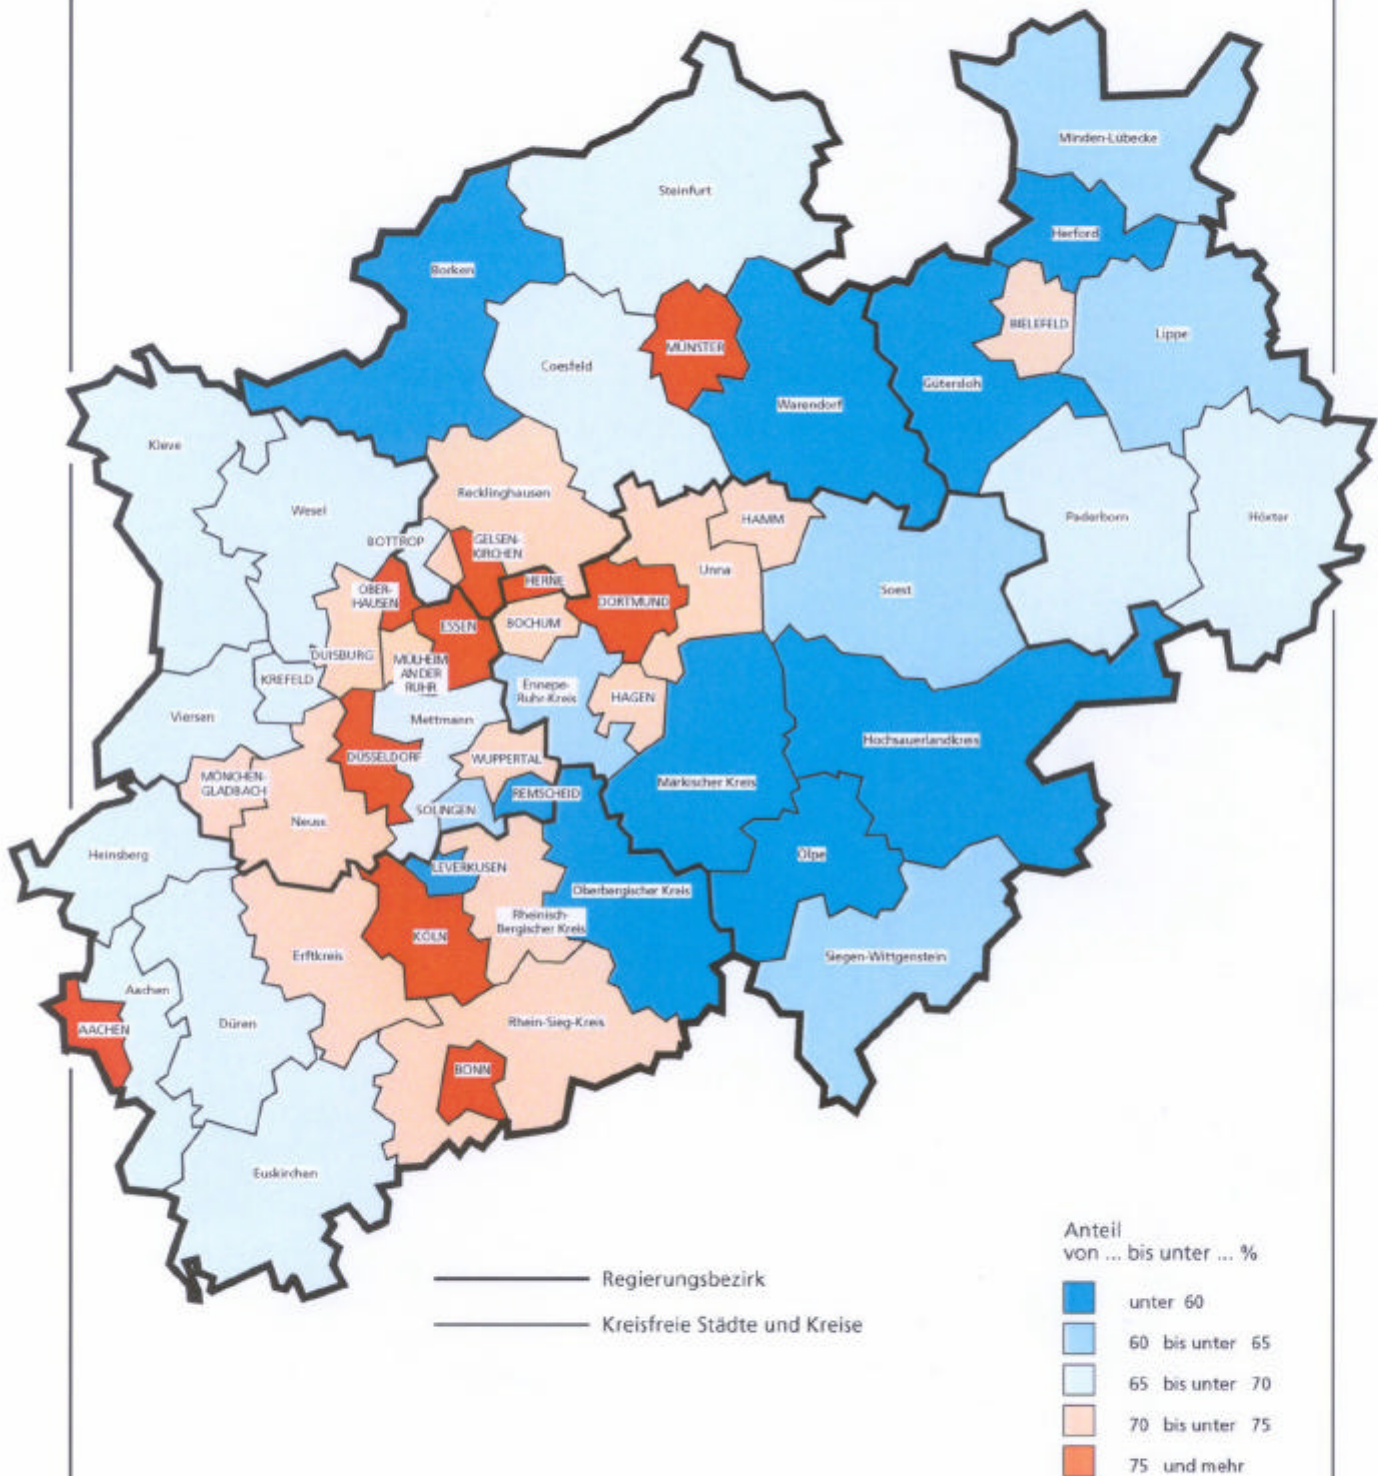 Minden-Lübecke
Steinfurt
Herford
Borken
BIELEFELD
Lippe
MÜNSTER
Coesfeld
Gütersloh
Warendorf
Kleve
Recklinghausen
Wesel
HAMM
Paderborn
Höxter
BOTTROP
GELSEN-
KIRCHEN
Unna
HERNE
Soest
OBER-
HAUSEN
DORTMUND
ESSEN
BOCHUM
DUISBURG
MÜLHEIM
AN DER
RUHR
KREFELD
Ennepe-
Ruhr-Kreis
HAGEN
Viersen
Mettmann
Hochsauerlandkreis
DÜSSELDORF
WUPPERTAL
MÖNCHEN-
GLADBACH
Märkischer Kreis
REMSCHEID
SOLINGEN
Neuss
Heinsberg
Olpe
LEVERKUSEN
Oberbergischer Kreis
Rheinisch-
Bergischer Kreis
KÖLN
Erftkreis
Siegen-Wittgenstein
Aachen
Düren
Rhein-Sieg-Kreis
AACHEN
BONN
Euskirchen
Regierungsbezirk
Kreisfreie Städte und Kreise
Anteil
von ... bis unter ... %
unter 60
60 bis unter 65
65 bis unter 70
70 bis unter 75
75 und mehr